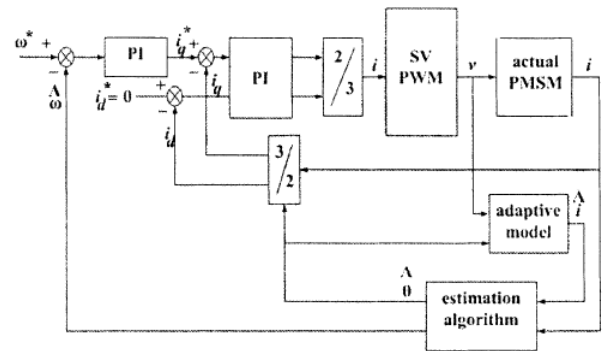 ω* + −
PI
i_q* + −
PI
2/3
i
SV PWM
v
actual PMSM
i
ω̂
i_d* = 0 + −
i_q
i_d
3/2
adaptive model
î
θ̂
estimation algorithm